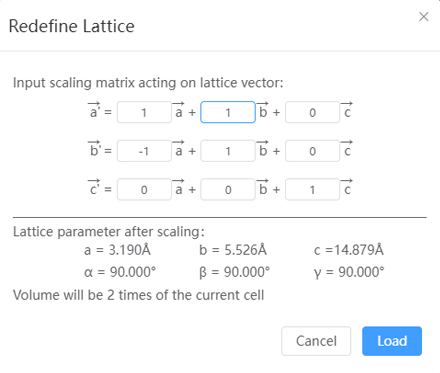 Redefine Lattice
Input scaling matrix acting on lattice vector:
a' = 1 a + 1 b + 0 c
b' = -1 a + 1 b + 0 c
c' = 0 a + 0 b + 1 c
Lattice parameter after scaling:
a = 3.190Å b = 5.526Å c =14.879Å
α = 90.000° β = 90.000° γ = 90.000°
Volume will be 2 times of the current cell
Cancel Load